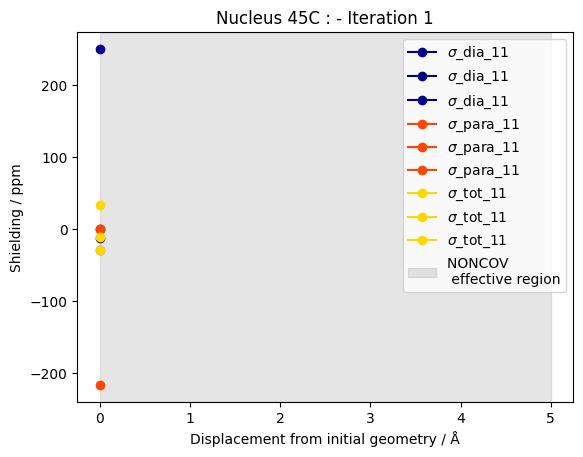 Nucleus 45C : - Iteration 1
Shielding / ppm
200
100
0
−100
−200
σ_dia_11
σ_dia_11
σ_dia_11
σ_para_11
σ_para_11
σ_para_11
σ_tot_11
σ_tot_11
σ_tot_11
NONCOV
effective region
0 1 2 3 4 5
Displacement from initial geometry / Å